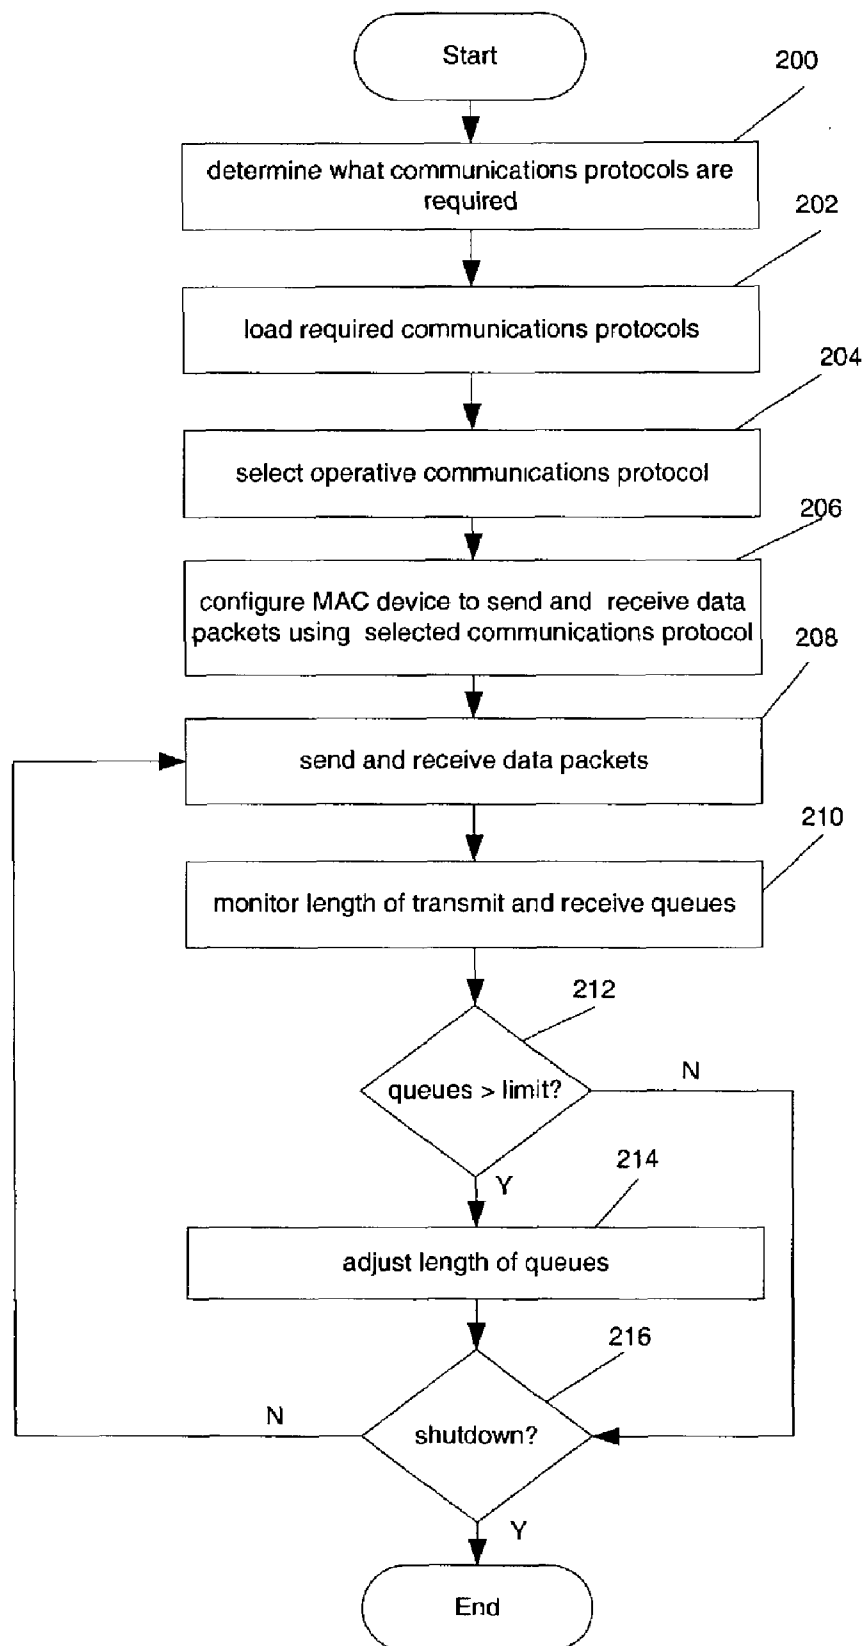 Start
200
determine what communications protocols are
required
202
load required communications protocols
204
select operative communications protocol
206
configure MAC device to send and receive data
packets using selected communications protocol
208
send and receive data packets
210
monitor length of transmit and receive queues
212
queues > limit?
N
Y
214
adjust length of queues
216
shutdown?
N
Y
End